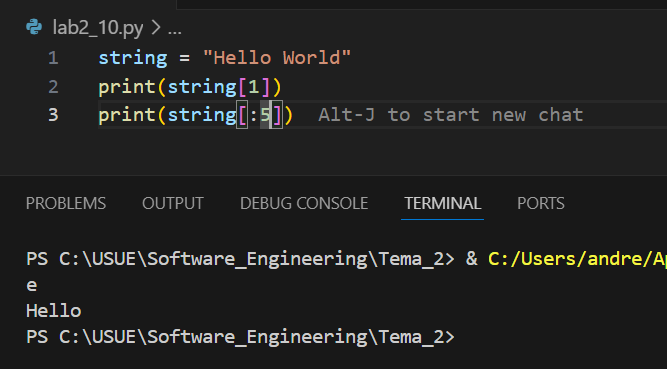 lab2_10.py > ...
1 string = "Hello World"
2 print(string[1])
3 print(string[:5]) Alt-J to start new chat
PROBLEMS OUTPUT DEBUG CONSOLE TERMINAL PORTS
PS C:\USUE\Software_Engineering\Tema_2> & C:/Users/andre/Ap
e
Hello
PS C:\USUE\Software_Engineering\Tema_2>